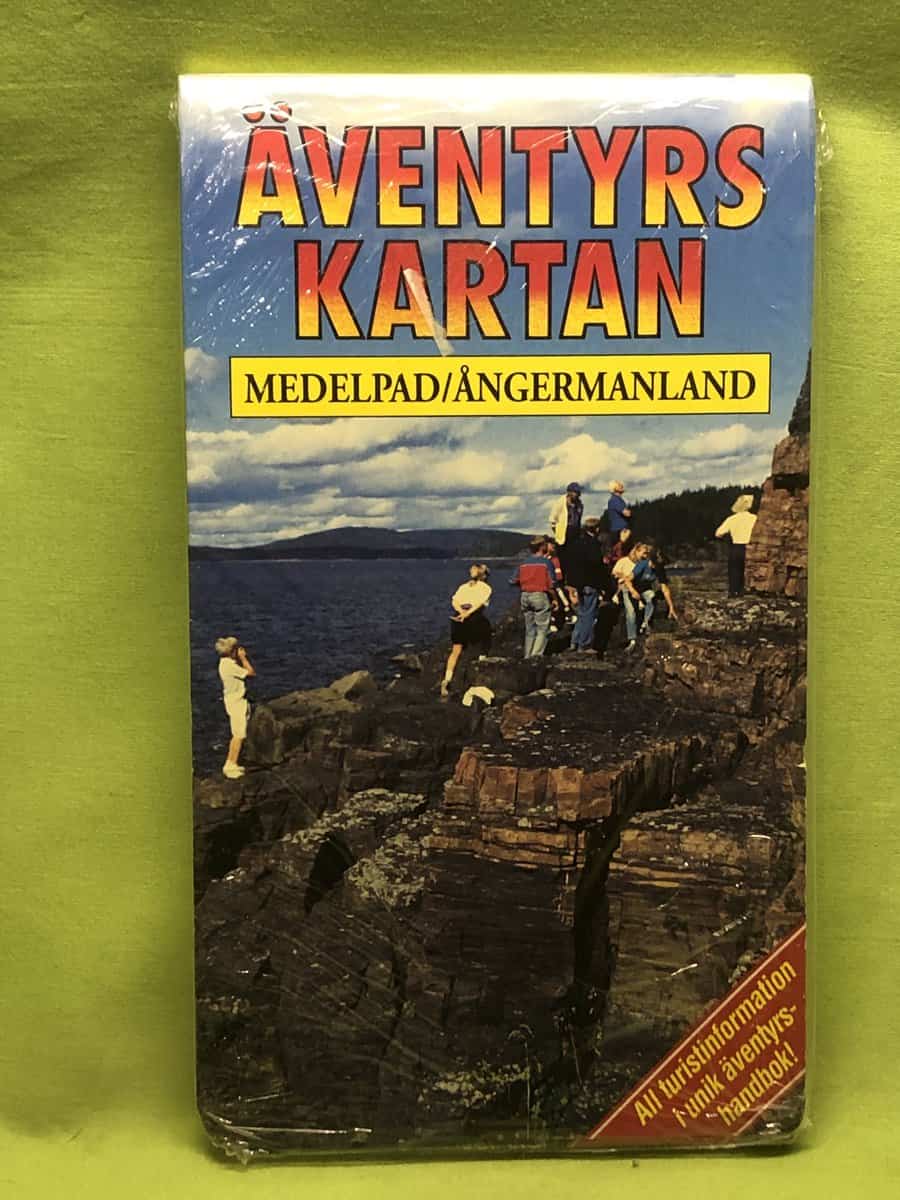 ÄVENTYRS
KARTAN
MEDELPAD/ÅNGERMANLAND
All turistinformation
i unik äventyrs-
handbok!